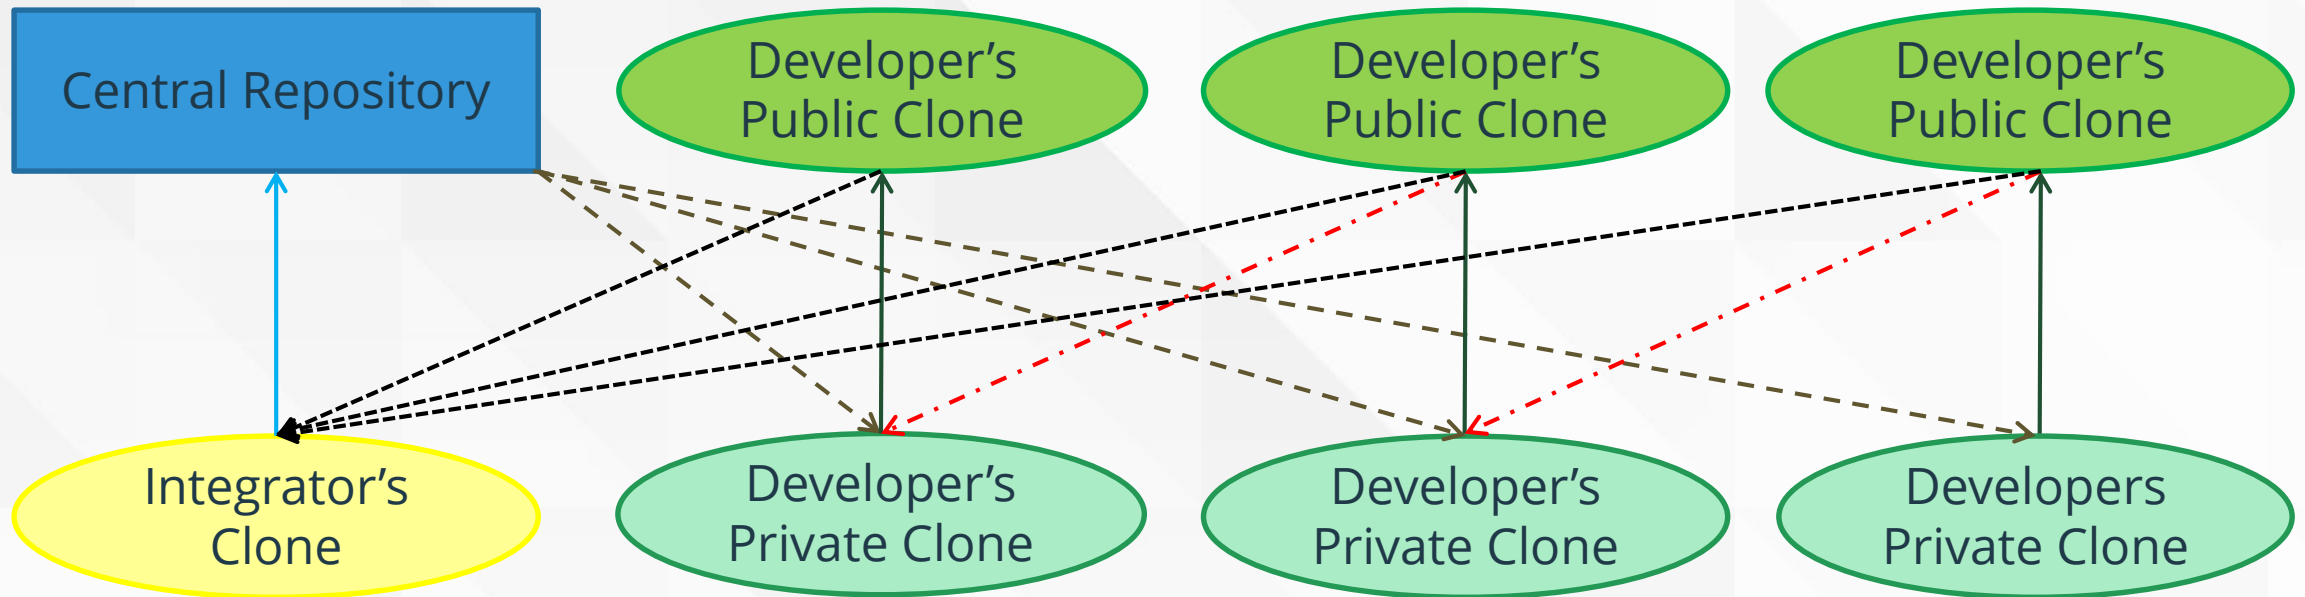 Central Repository
Developer’s
Public Clone
Developer’s
Public Clone
Developer’s
Public Clone
Integrator’s
Clone
Developer’s
Private Clone
Developer’s
Private Clone
Developers
Private Clone